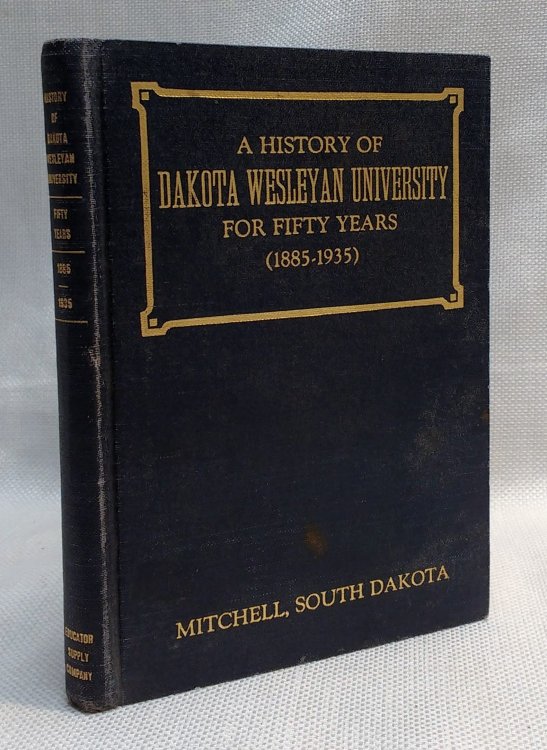 HISTORY
OF
DAKOTA
WESLEYAN
UNIVERSITY
FIFTY
YEARS
1885
—
1935
EDUCATOR
SUPPLY
COMPANY
A HISTORY OF
DAKOTA WESLEYAN UNIVERSITY
FOR FIFTY YEARS
(1885-1935)
MITCHELL, SOUTH DAKOTA